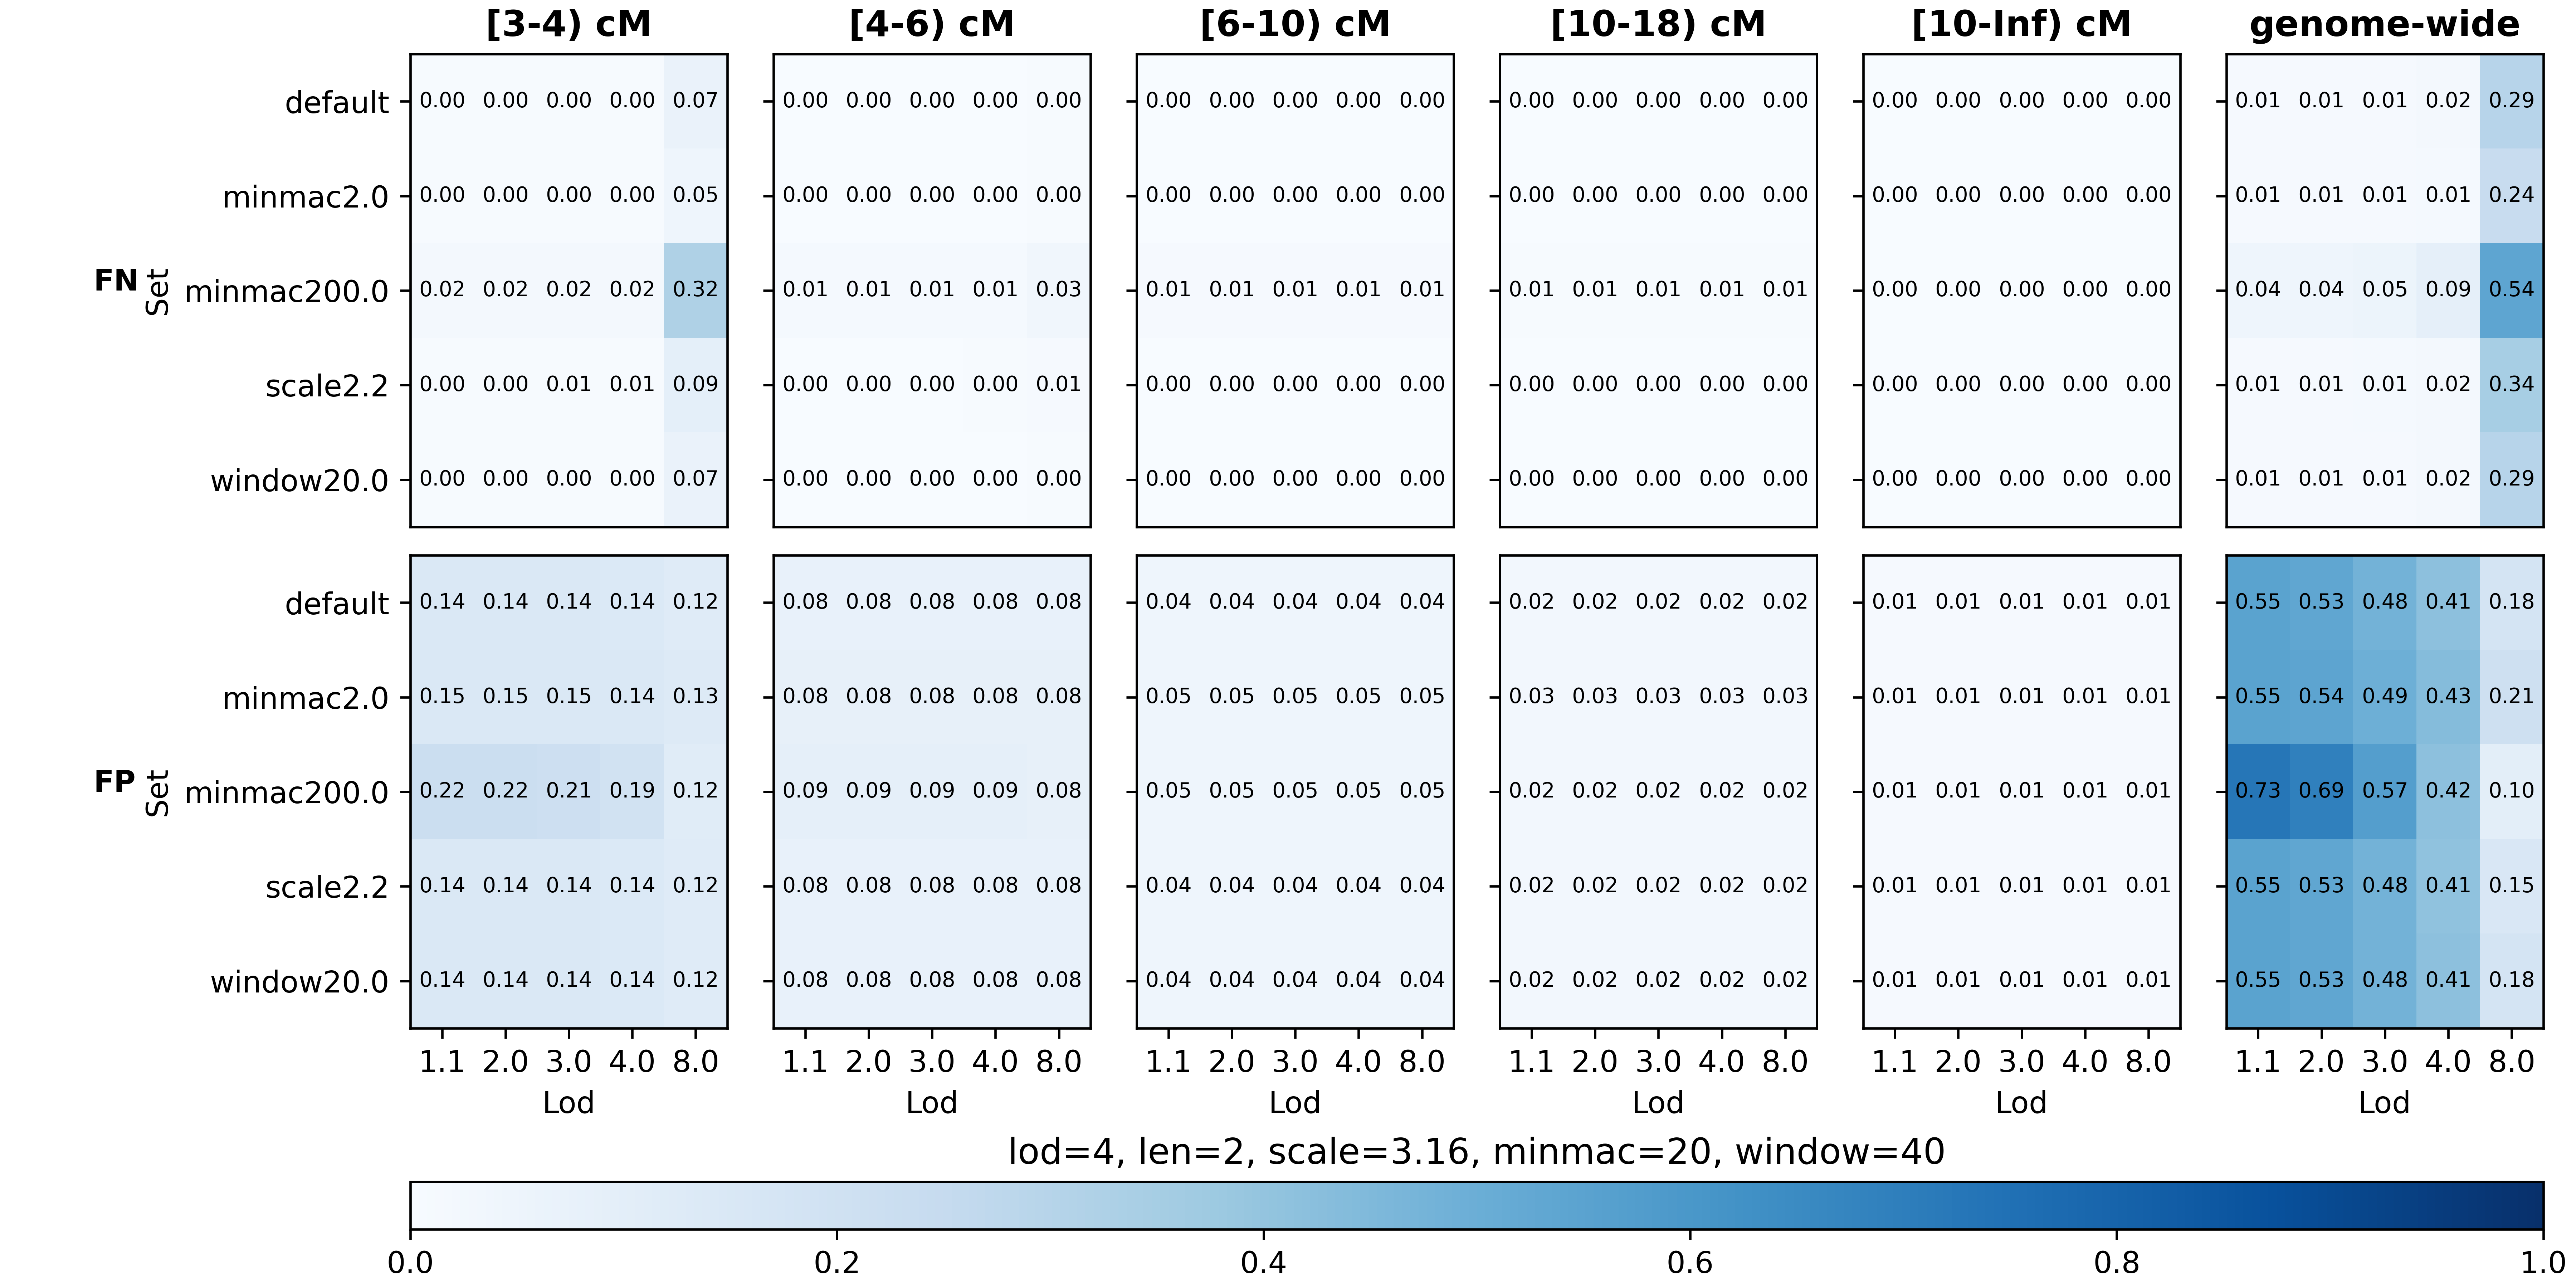 [3-4) cM [4-6) cM [6-10) cM [10-18) cM [10-Inf) cM genome-wide
FN
Set
default 0.00 0.00 0.00 0.00 0.07 0.00 0.00 0.00 0.00 0.00 0.00 0.00 0.00 0.00 0.00 0.00 0.00 0.00 0.00 0.00 0.00 0.00 0.00 0.00 0.00 0.01 0.01 0.01 0.02 0.29
minmac2.0 0.00 0.00 0.00 0.00 0.05 0.00 0.00 0.00 0.00 0.00 0.00 0.00 0.00 0.00 0.00 0.00 0.00 0.00 0.00 0.00 0.00 0.00 0.00 0.00 0.00 0.01 0.01 0.01 0.01 0.24
minmac200.0 0.02 0.02 0.02 0.02 0.32 0.01 0.01 0.01 0.01 0.03 0.01 0.01 0.01 0.01 0.01 0.01 0.01 0.01 0.01 0.01 0.00 0.00 0.00 0.00 0.00 0.04 0.04 0.05 0.09 0.54
scale2.2 0.00 0.00 0.01 0.01 0.09 0.00 0.00 0.00 0.00 0.01 0.00 0.00 0.00 0.00 0.00 0.00 0.00 0.00 0.00 0.00 0.00 0.00 0.00 0.00 0.00 0.01 0.01 0.01 0.02 0.34
window20.0 0.00 0.00 0.00 0.00 0.07 0.00 0.00 0.00 0.00 0.00 0.00 0.00 0.00 0.00 0.00 0.00 0.00 0.00 0.00 0.00 0.00 0.00 0.00 0.00 0.00 0.01 0.01 0.01 0.02 0.29
FP
Set
default 0.14 0.14 0.14 0.14 0.12 0.08 0.08 0.08 0.08 0.08 0.04 0.04 0.04 0.04 0.04 0.02 0.02 0.02 0.02 0.02 0.01 0.01 0.01 0.01 0.01 0.55 0.53 0.48 0.41 0.18
minmac2.0 0.15 0.15 0.15 0.14 0.13 0.08 0.08 0.08 0.08 0.08 0.05 0.05 0.05 0.05 0.05 0.03 0.03 0.03 0.03 0.03 0.01 0.01 0.01 0.01 0.01 0.55 0.54 0.49 0.43 0.21
minmac200.0 0.22 0.22 0.21 0.19 0.12 0.09 0.09 0.09 0.09 0.08 0.05 0.05 0.05 0.05 0.05 0.02 0.02 0.02 0.02 0.02 0.01 0.01 0.01 0.01 0.01 0.73 0.69 0.57 0.42 0.10
scale2.2 0.14 0.14 0.14 0.14 0.12 0.08 0.08 0.08 0.08 0.08 0.04 0.04 0.04 0.04 0.04 0.02 0.02 0.02 0.02 0.02 0.01 0.01 0.01 0.01 0.01 0.55 0.53 0.48 0.41 0.15
window20.0 0.14 0.14 0.14 0.14 0.12 0.08 0.08 0.08 0.08 0.08 0.04 0.04 0.04 0.04 0.04 0.02 0.02 0.02 0.02 0.02 0.01 0.01 0.01 0.01 0.01 0.55 0.53 0.48 0.41 0.18
1.1 2.0 3.0 4.0 8.0 1.1 2.0 3.0 4.0 8.0 1.1 2.0 3.0 4.0 8.0 1.1 2.0 3.0 4.0 8.0 1.1 2.0 3.0 4.0 8.0 1.1 2.0 3.0 4.0 8.0
Lod Lod Lod Lod Lod Lod
lod=4, len=2, scale=3.16, minmac=20, window=40
0.0 0.2 0.4 0.6 0.8 1.0